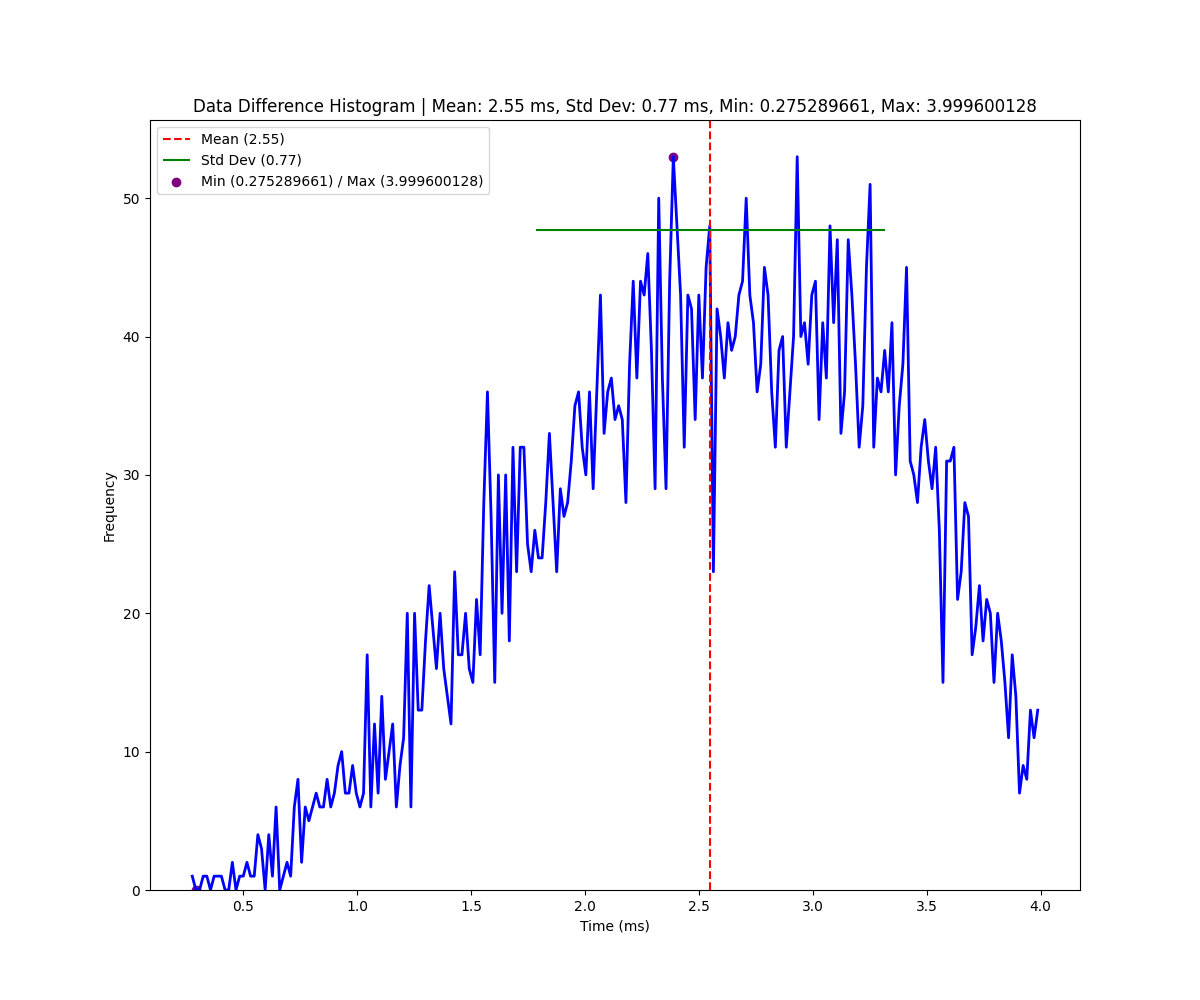 Data Difference Histogram | Mean: 2.55 ms, Std Dev: 0.77 ms, Min: 0.275289661, Max: 3.999600128
Mean (2.55)
Std Dev (0.77)
Min (0.275289661) / Max (3.999600128)
50
40
30
20
10
0
Frequency
0.5 1.0 1.5 2.0 2.5 3.0 3.5 4.0
Time (ms)